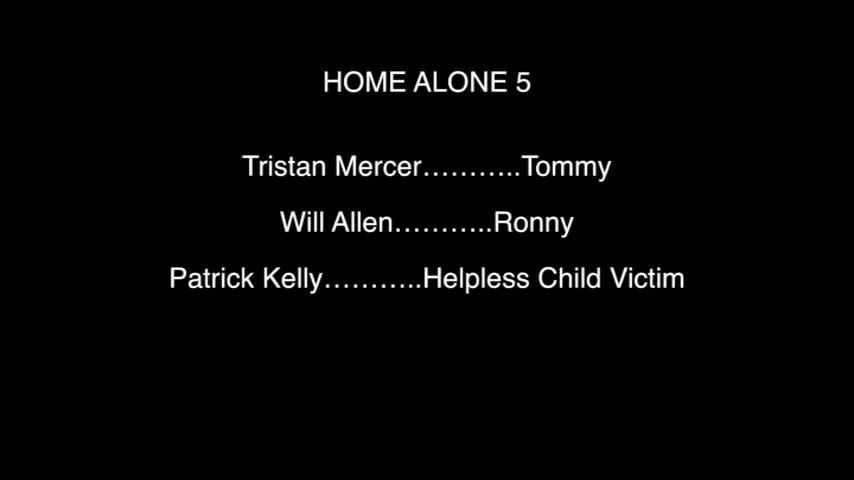 HOME ALONE 5
Tristan Mercer………..Tommy
Will Allen………..Ronny
Patrick Kelly………..Helpless Child Victim